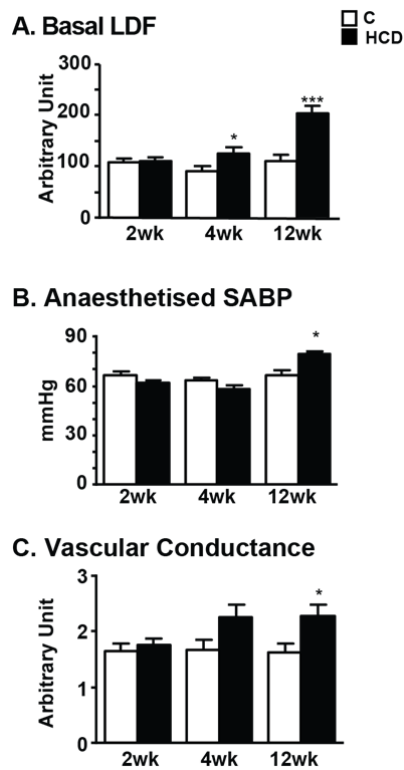 A. Basal LDF
C
HCD
Arbitrary Unit
300
200
100
0
*
***
2wk 4wk 12wk
B. Anaesthetised SABP
mmHg
90
60
30
0
*
2wk 4wk 12wk
C. Vascular Conductance
Arbitrary Unit
3
2
1
0
*
2wk 4wk 12wk